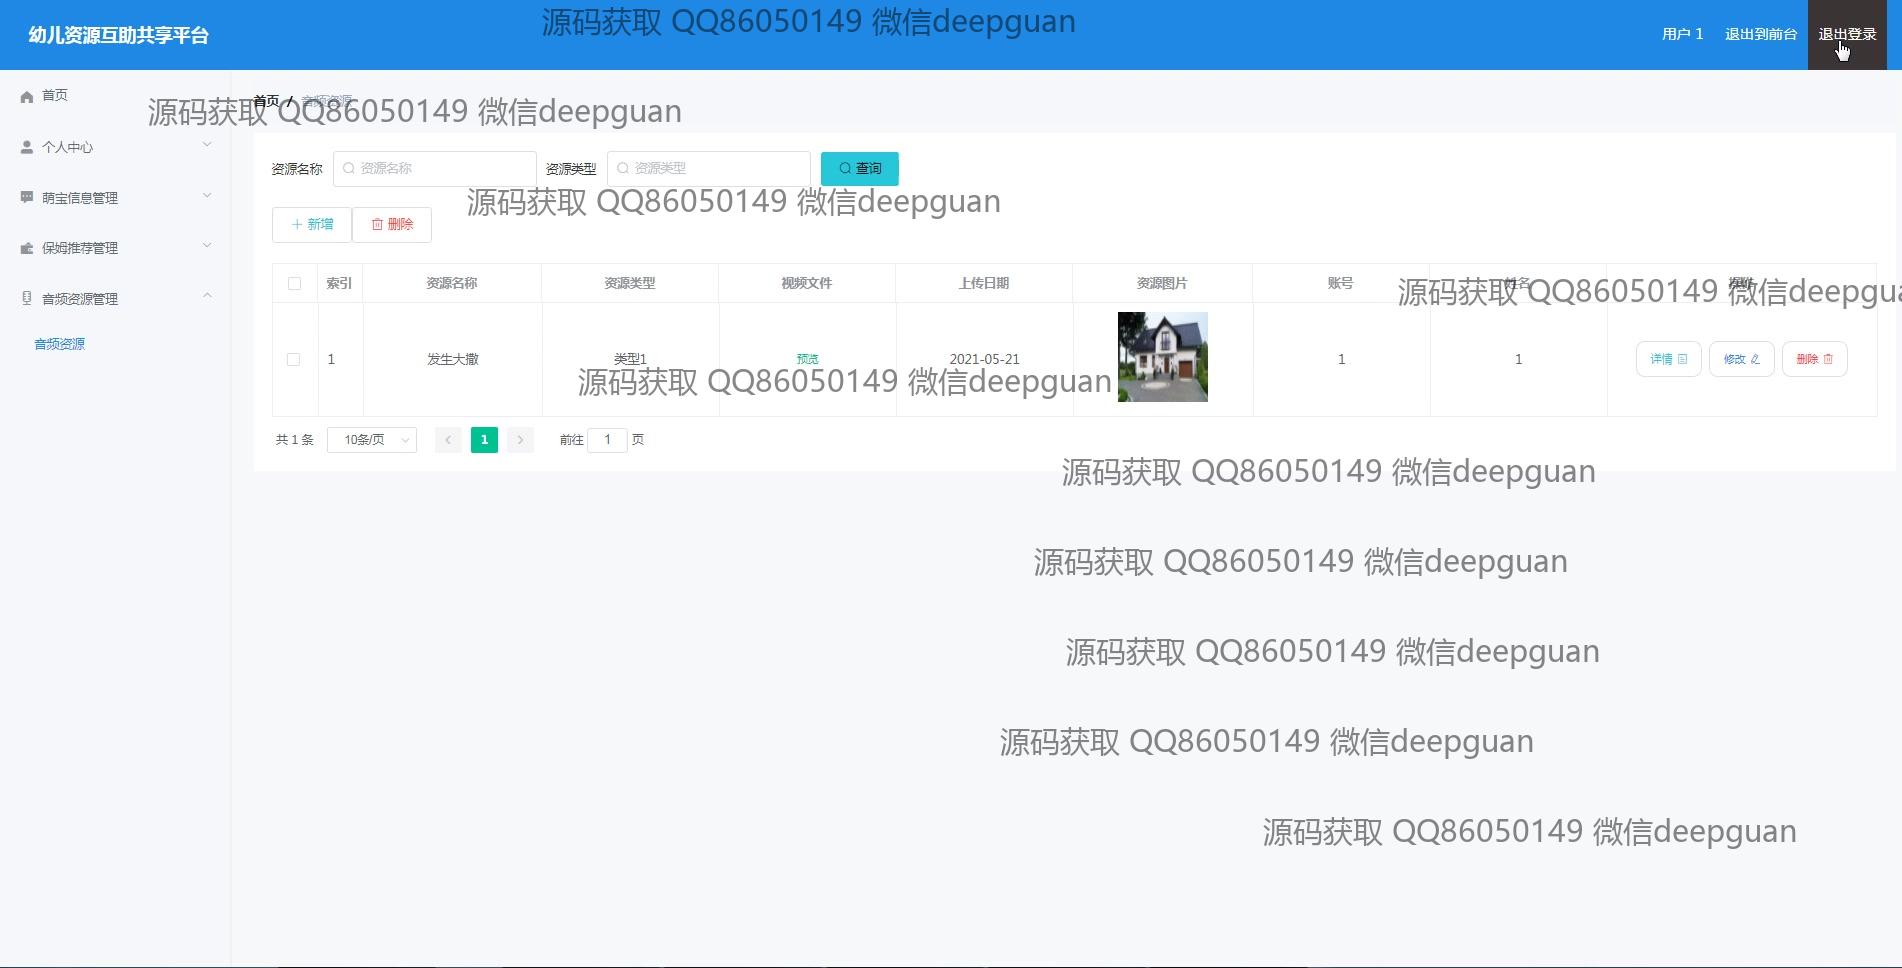 源码获取 QQ86050149 微信deepguan
幼儿资源互助共享平台
用户 1 退出到前台 退出登录
首页
首页 / 音频资源
源码获取 QQ86050149 微信deepguan
个人中心
资源名称 资源名称 资源类型 资源类型 查询
萌宝信息管理
源码获取 QQ86050149 微信deepguan
新增 删除
保姆推荐管理
音频资源管理
索引 资源名称 资源类型 视频文件 上传日期 资源图片 账号 姓名 操作
源码获取 QQ86050149 微信deepgua
音频资源
1 发生大撒 类型1 预览 2021-05-21 1 1 详情 修改 删除
源码获取 QQ86050149 微信deepguan
共 1 条 10条/页 1 前往 1 页
源码获取 QQ86050149 微信deepguan
源码获取 QQ86050149 微信deepguan
源码获取 QQ86050149 微信deepguan
源码获取 QQ86050149 微信deepguan
源码获取 QQ86050149 微信deepguan